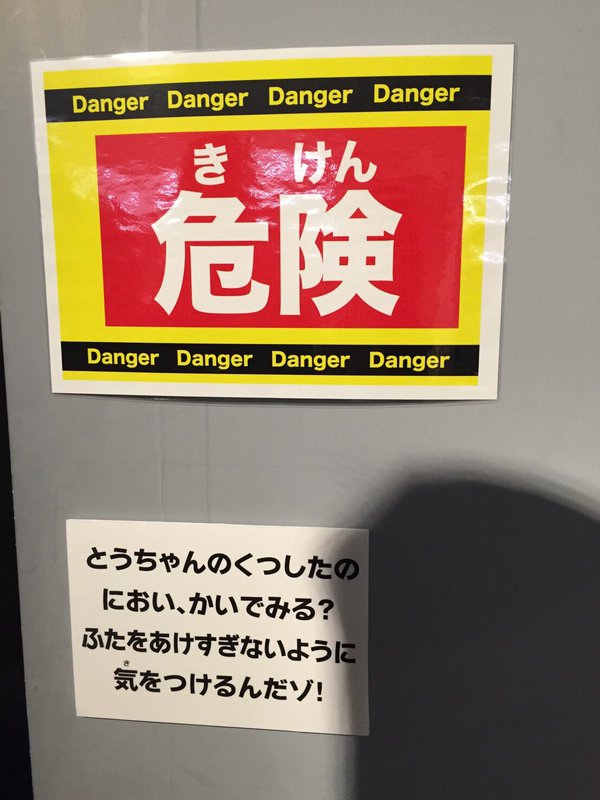 Danger Danger Danger Danger
き けん
危険
Danger Danger Danger Danger
とうちゃんのくつしたの
におい、かいでみる?
ふたをあけすぎないように
き
気をつけるんだゾ!